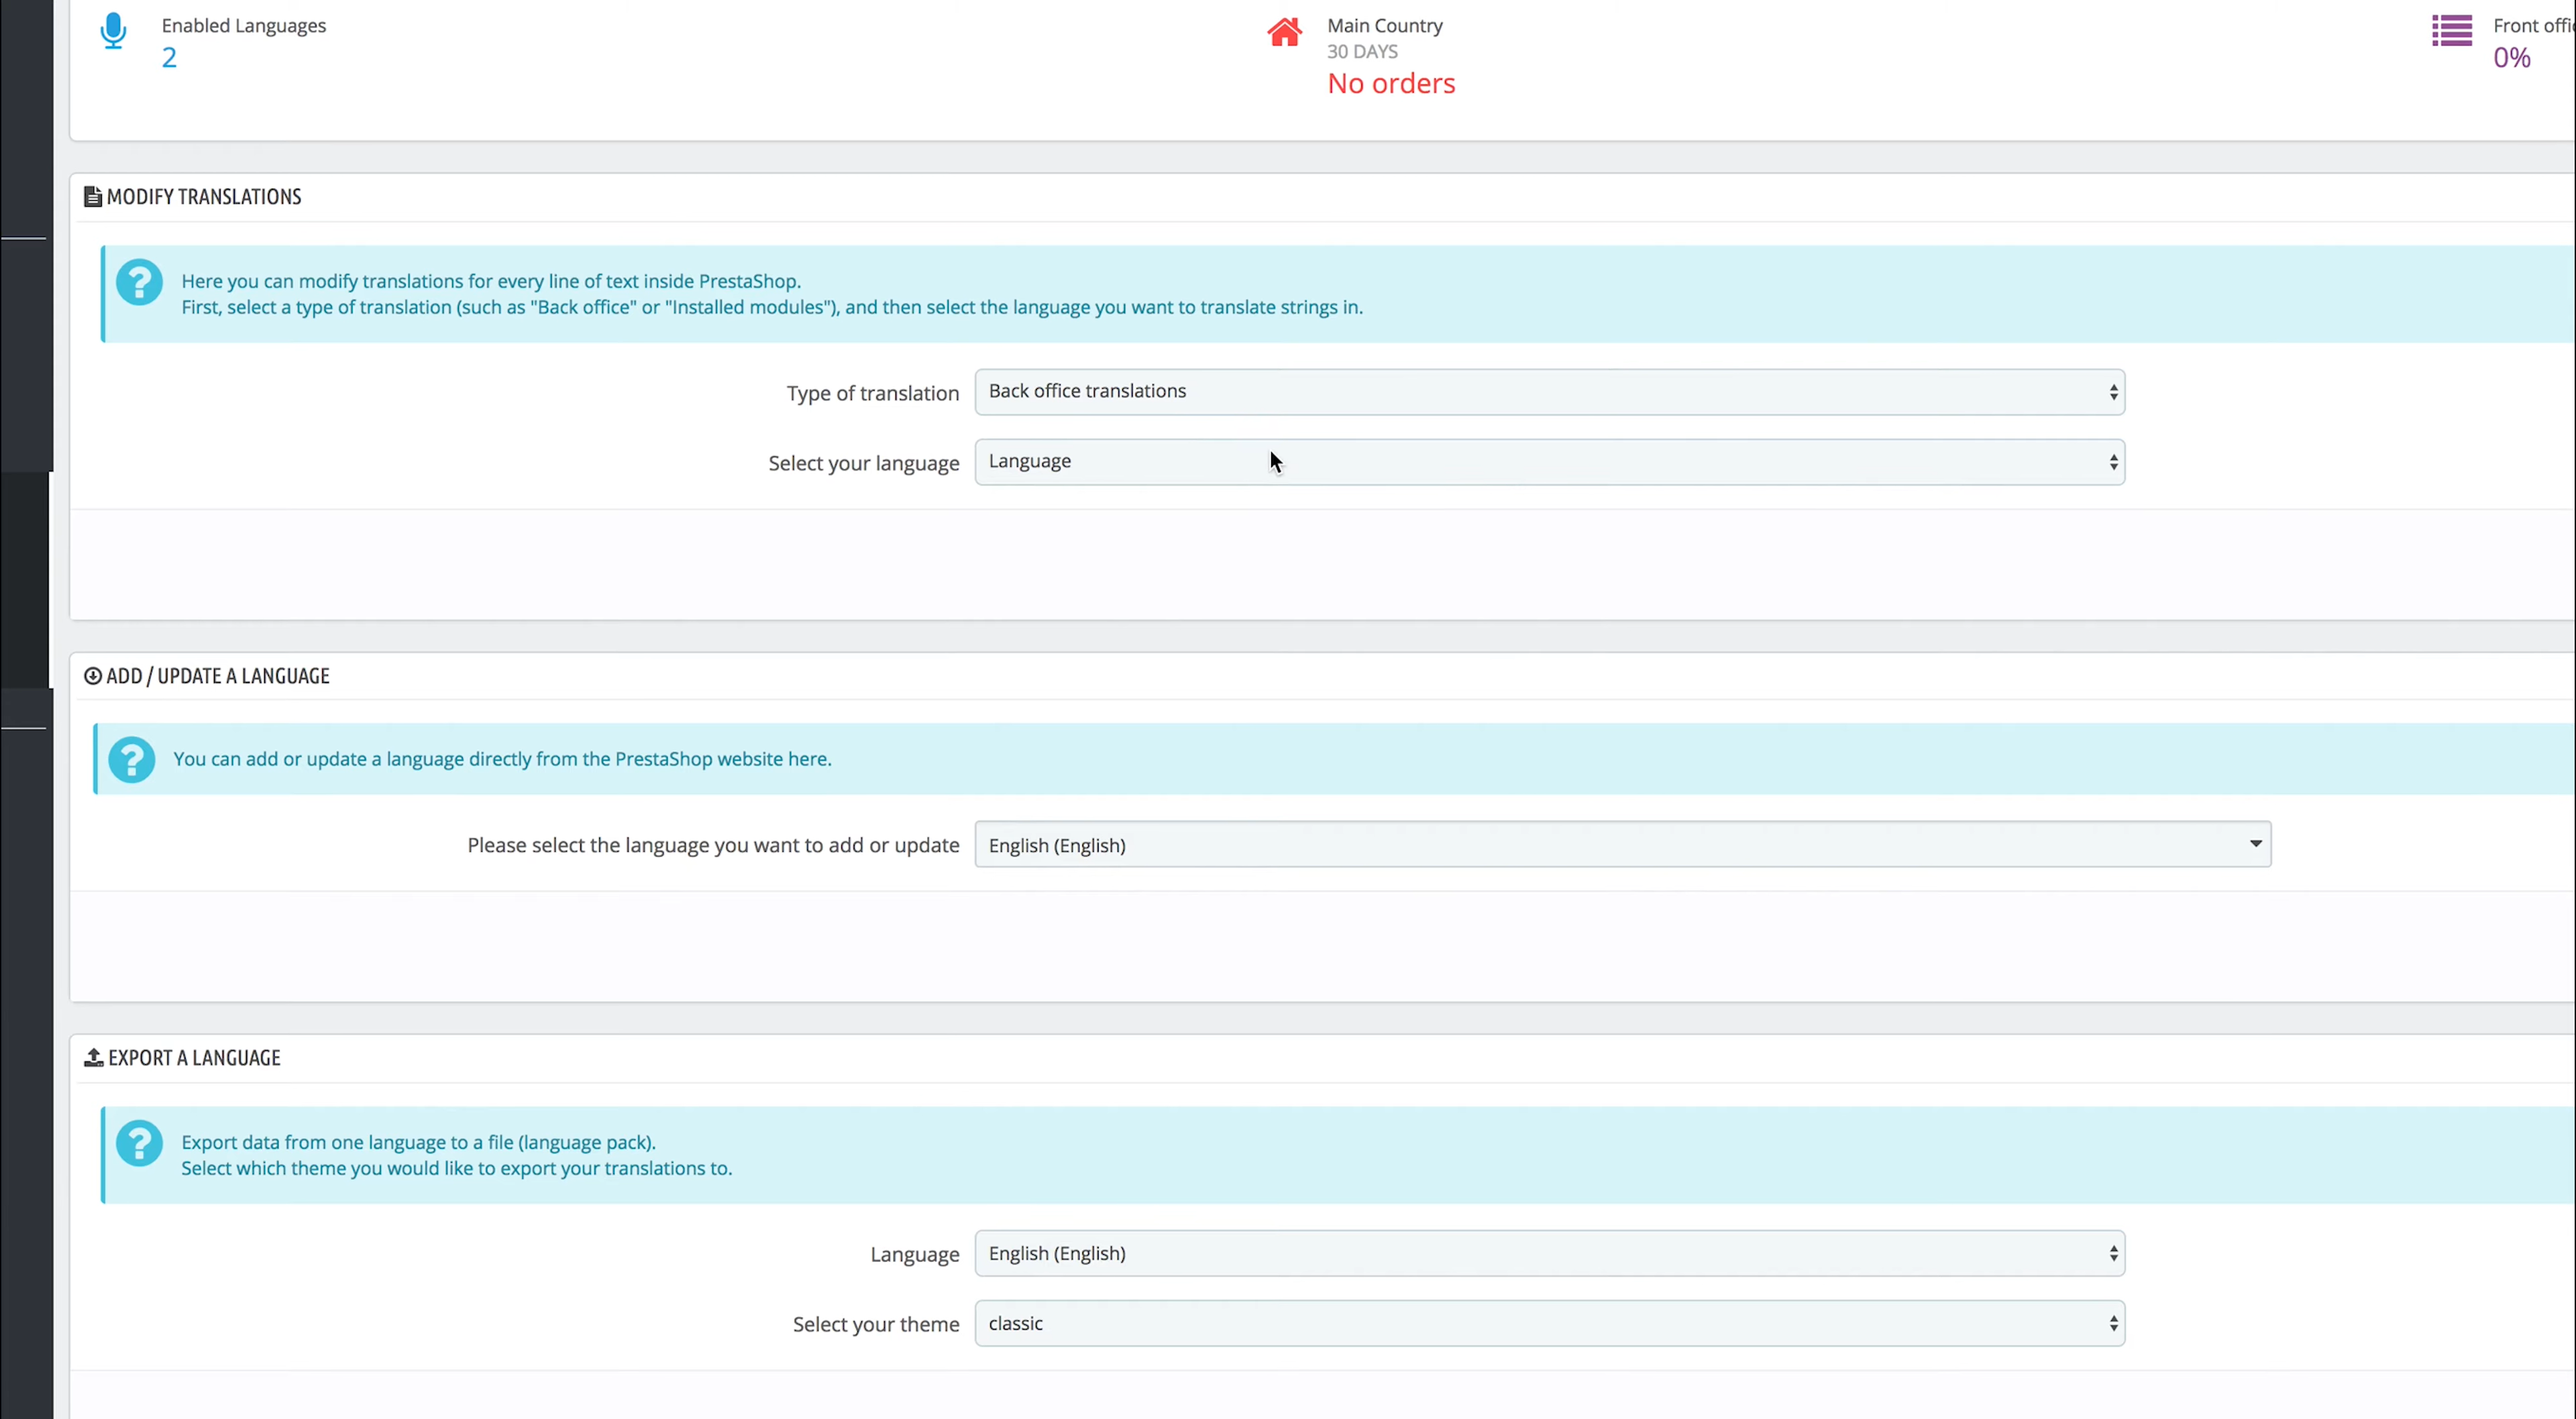 Enabled Languages
2
Main Country
30 DAYS
No orders
Front offi
0%
MODIFY TRANSLATIONS
Here you can modify translations for every line of text inside PrestaShop.
First, select a type of translation (such as "Back office" or "Installed modules"), and then select the language you want to translate strings in.
Type of translation
Back office translations
Select your language
Language
ADD / UPDATE A LANGUAGE
You can add or update a language directly from the PrestaShop website here.
Please select the language you want to add or update
English (English)
EXPORT A LANGUAGE
Export data from one language to a file (language pack).
Select which theme you would like to export your translations to.
Language
English (English)
Select your theme
classic